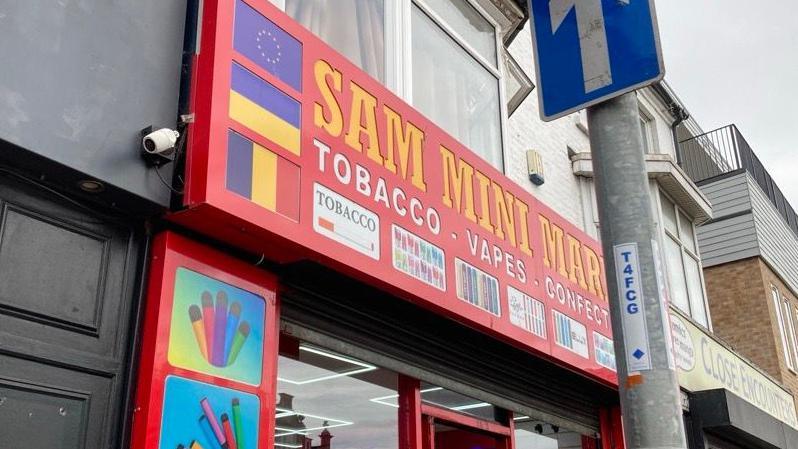 SAM MINI MAR
TOBACCO - VAPES - CONFECT
TOBACCO
T4FCG
CLOSE ENCOUNTERS